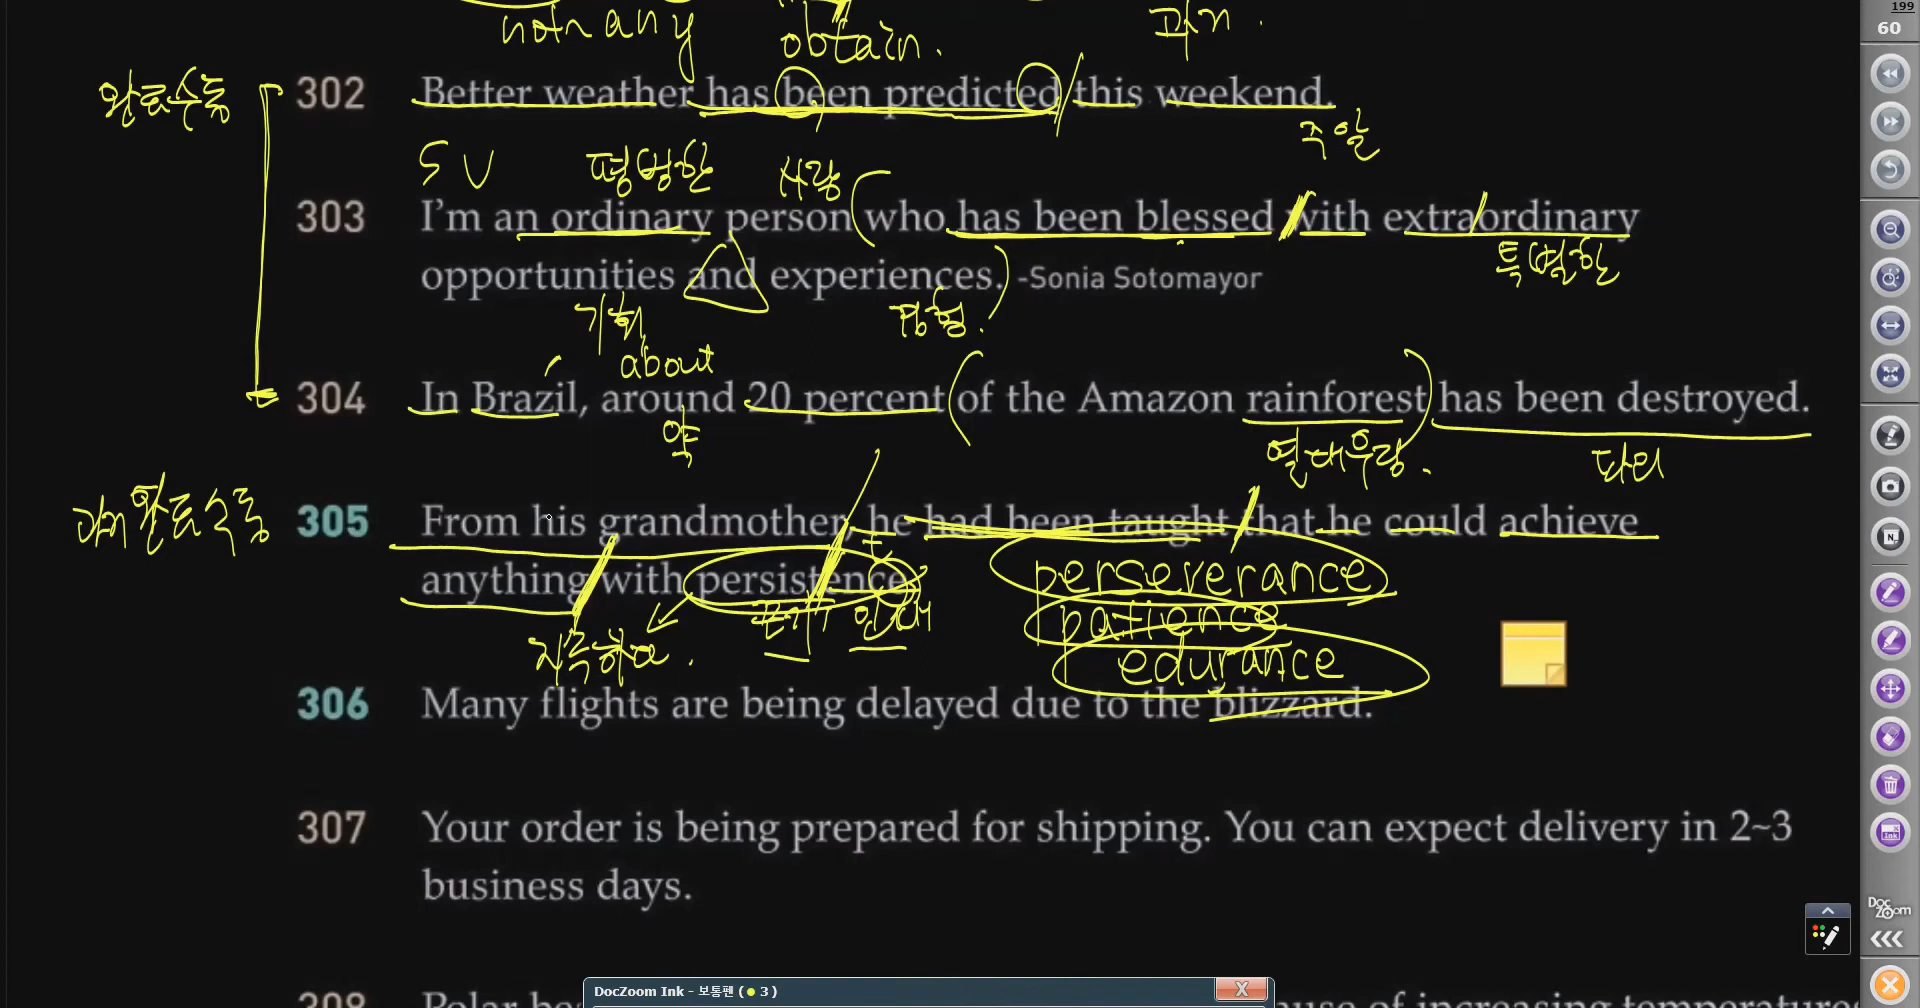 199
60
not~ any obtain.
완료수동 302 Better weather has been predicted this weekend.
주말
S V 평범한 사람
303 I'm an ordinary person who has been blessed with extraordinary
특별한
opportunities and experiences. -Sonia Sotomayor
기회 경험.
about
304 In Brazil, around 20 percent of the Amazon rainforest has been destroyed.
약 열대우림. 파괴
과거완료수동 305 From his grandmother, he had been taught that he could achieve
t
anything with persistence. perseverance
끈기 인내 patience
지속하다. edurance
306 Many flights are being delayed due to the blizzard.
307 Your order is being prepared for shipping. You can expect delivery in 2~3
business days.
DocZoom
DocZoom Ink - 보통펜 ( 3 )